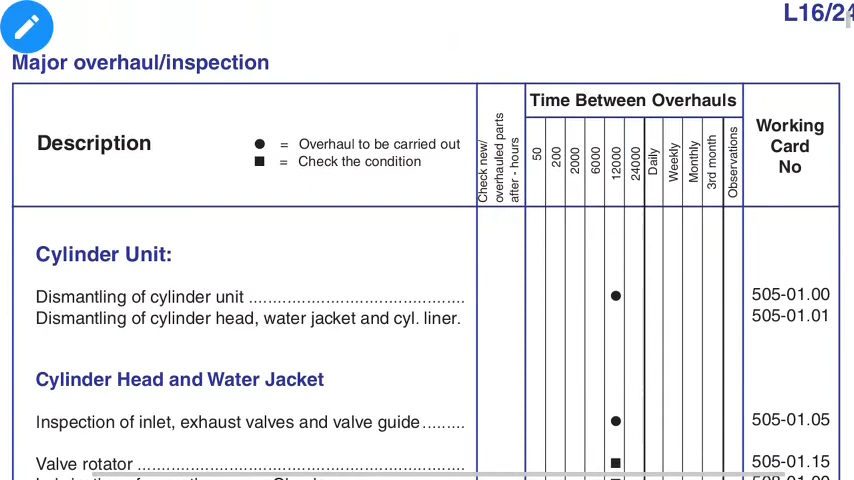 L16/24
Major overhaul/inspection
Description
● = Overhaul to be carried out
■ = Check the condition
Check new/
overhauled parts
after - hours
Time Between Overhauls
50
200
2000
6000
12000
24000
Daily
Weekly
Monthly
3rd month
Observations
Working
Card
No
Cylinder Unit:
Dismantling of cylinder unit ............................................. ● 505-01.00
Dismantling of cylinder head, water jacket and cyl. liner. 505-01.01
Cylinder Head and Water Jacket
Inspection of inlet, exhaust valves and valve guide......... ● 505-01.05
Valve rotator ..................................................................... ■ 505-01.15